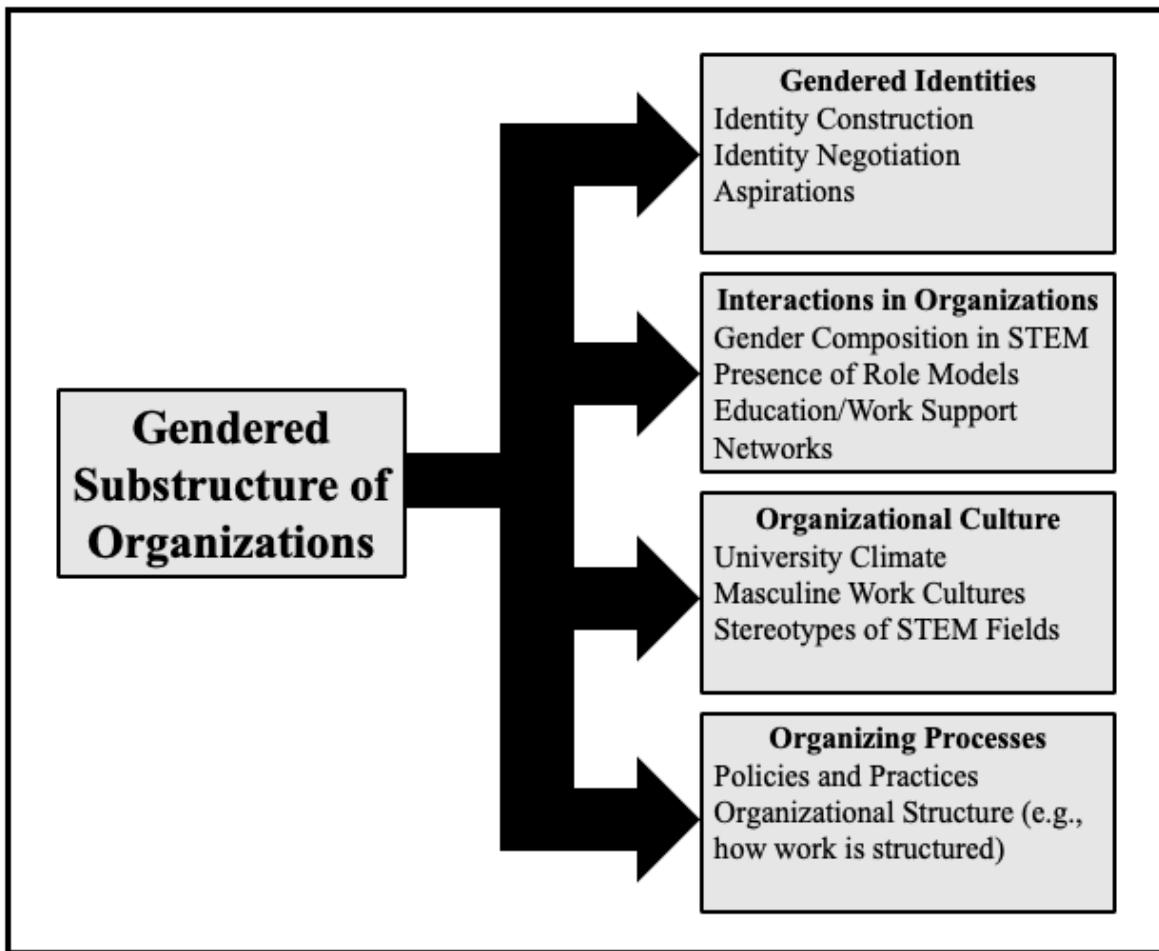 Gendered
Substructure of
Organizations
Gendered Identities
Identity Construction
Identity Negotiation
Aspirations
Interactions in Organizations
Gender Composition in STEM
Presence of Role Models
Education/Work Support
Networks
Organizational Culture
University Climate
Masculine Work Cultures
Stereotypes of STEM Fields
Organizing Processes
Policies and Practices
Organizational Structure (e.g.,
how work is structured)